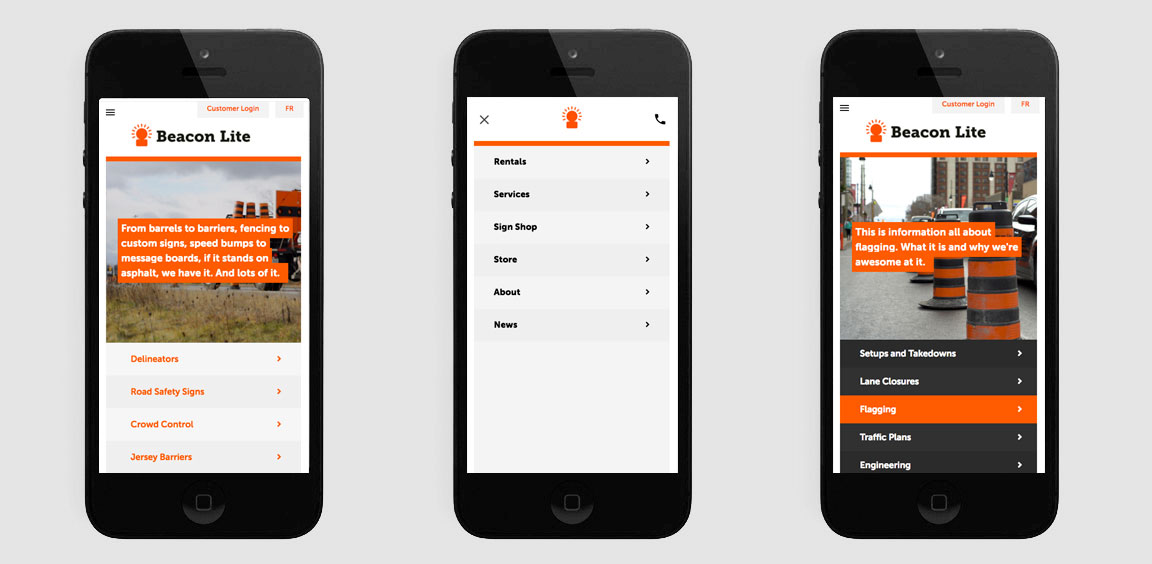 Customer Login
FR
Beacon Lite
From barrels to barriers, fencing to
custom signs, speed bumps to
message boards, if it stands on
asphalt, we have it. And lots of it.
Delineators
Road Safety Signs
Crowd Control
Jersey Barriers
Rentals
Services
Sign Shop
Store
About
News
Customer Login
FR
Beacon Lite
This is information all about
flagging. What it is and why we're
awesome at it.
Setups and Takedowns
Lane Closures
Flagging
Traffic Plans
Engineering